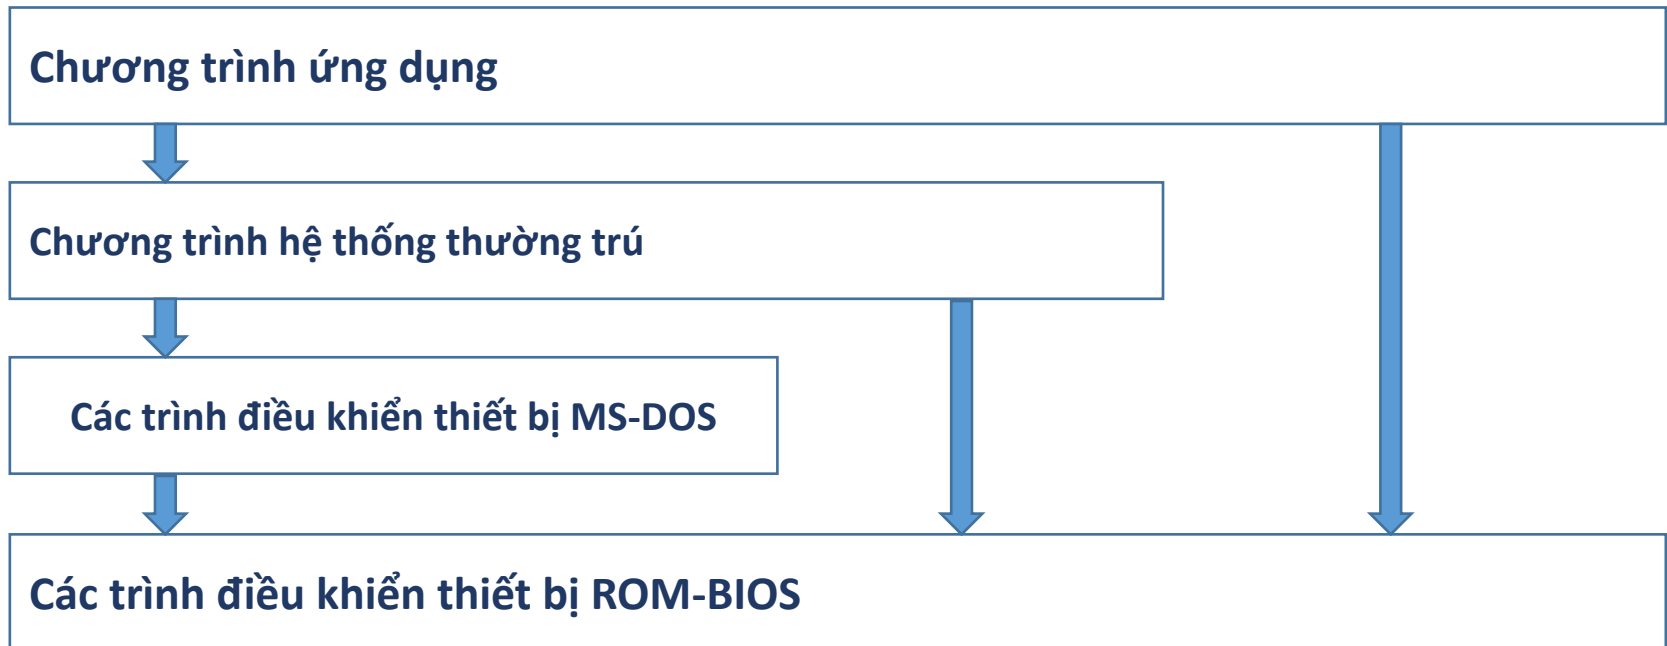 Chương trình ứng dụng
Chương trình hệ thống thường trú
Các trình điều khiển thiết bị MS-DOS
Các trình điều khiển thiết bị ROM-BIOS